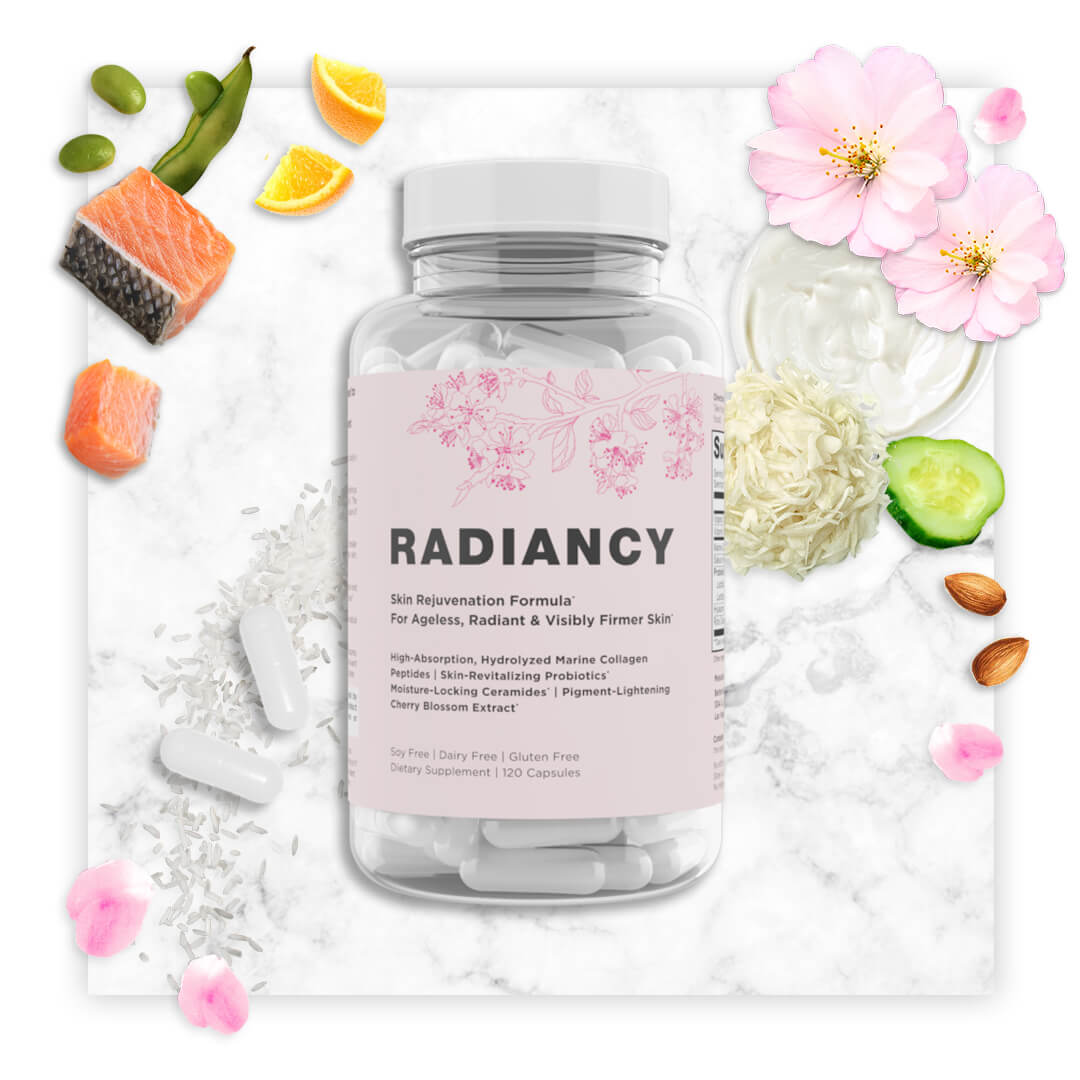 RADIANCY
Skin Rejuvenation Formula*
For Ageless, Radiant & Visibly Firmer Skin*
High-Absorption, Hydrolyzed Marine Collagen
Peptides | Skin-Revitalizing Probiotics*
Moisture-Locking Ceramides* | Pigment-Lightening
Cherry Blossom Extract*
Soy Free | Dairy Free | Gluten Free
Dietary Supplement | 120 Capsules